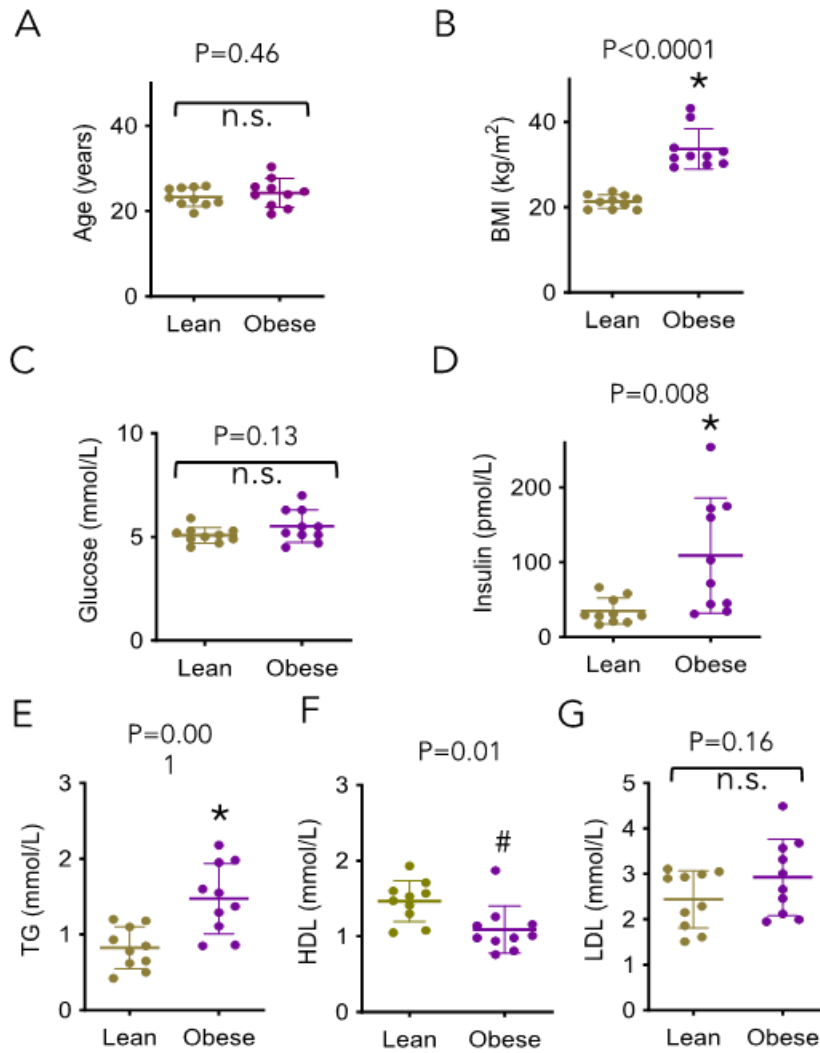 A
P=0.46
n.s.
Age (years)
40
20
0
Lean Obese
B
P<0.0001
*
BMI (kg/m²)
40
20
0
Lean Obese
C
P=0.13
n.s.
Glucose (mmol/L)
10
5
0
Lean Obese
D
P=0.008
*
Insulin (pmol/L)
200
100
0
Lean Obese
E
P=0.00
1
*
TG (mmol/L)
3
2
1
0
Lean Obese
F
P=0.01
#
HDL (mmol/L)
3
2
1
0
Lean Obese
G
P=0.16
n.s.
LDL (mmol/L)
5
4
3
2
1
0
Lean Obese